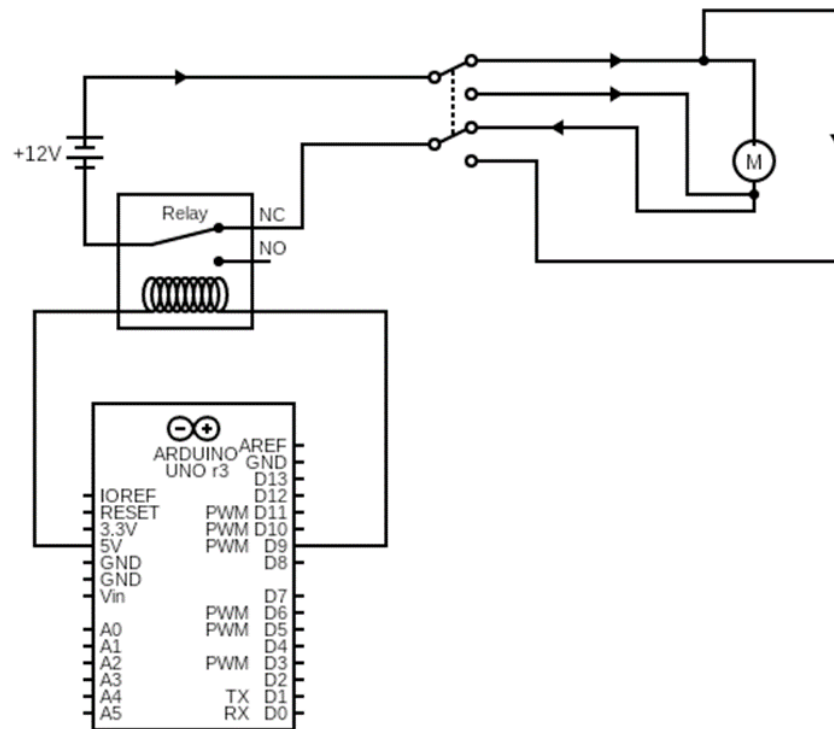 +12V
Relay
NC
NO
M
ARDUINO
UNO r3
AREF
GND
D13
IOREF D12
RESET PWM D11
3.3V PWM D10
5V PWM D9
GND D8
GND
Vin D7
PWM D6
A0 PWM D5
A1 D4
A2 PWM D3
A3 D2
A4 TX D1
A5 RX D0